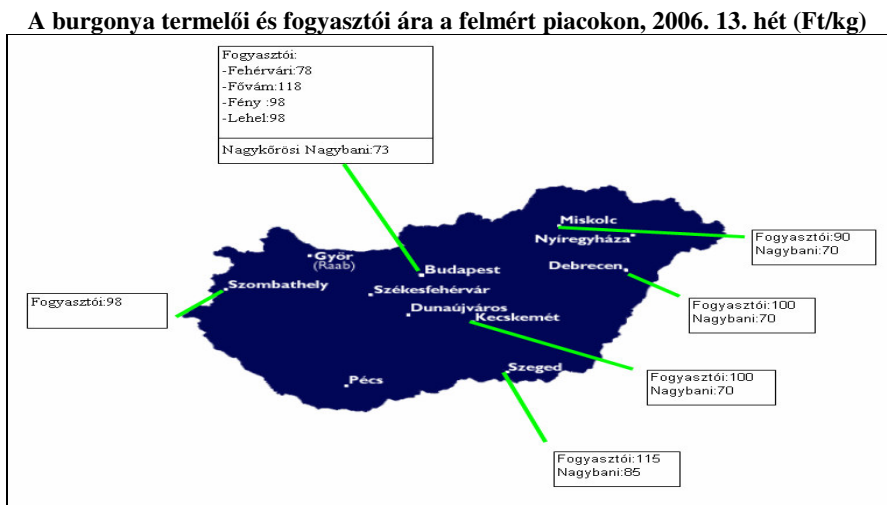 A burgonya termelői és fogyasztói ára a felmért piacokon, 2006. 13. hét (Ft/kg)
Fogyasztói:
-Fehérvári:78
-Fővám:118
-Fény :98
-Lehel:98
Nagykőrösi Nagybani:73
Miskolc
Nyíregyháza
Fogyasztói:90
Nagybani:70
Győr
(Raab)
Budapest
Debrecen
Szombathely
Székesfehérvár
Fogyasztói:98
Dunaújváros
Kecskemét
Fogyasztói:100
Nagybani:70
Szeged
Pécs
Fogyasztói:100
Nagybani:70
Fogyasztói:115
Nagybani:85